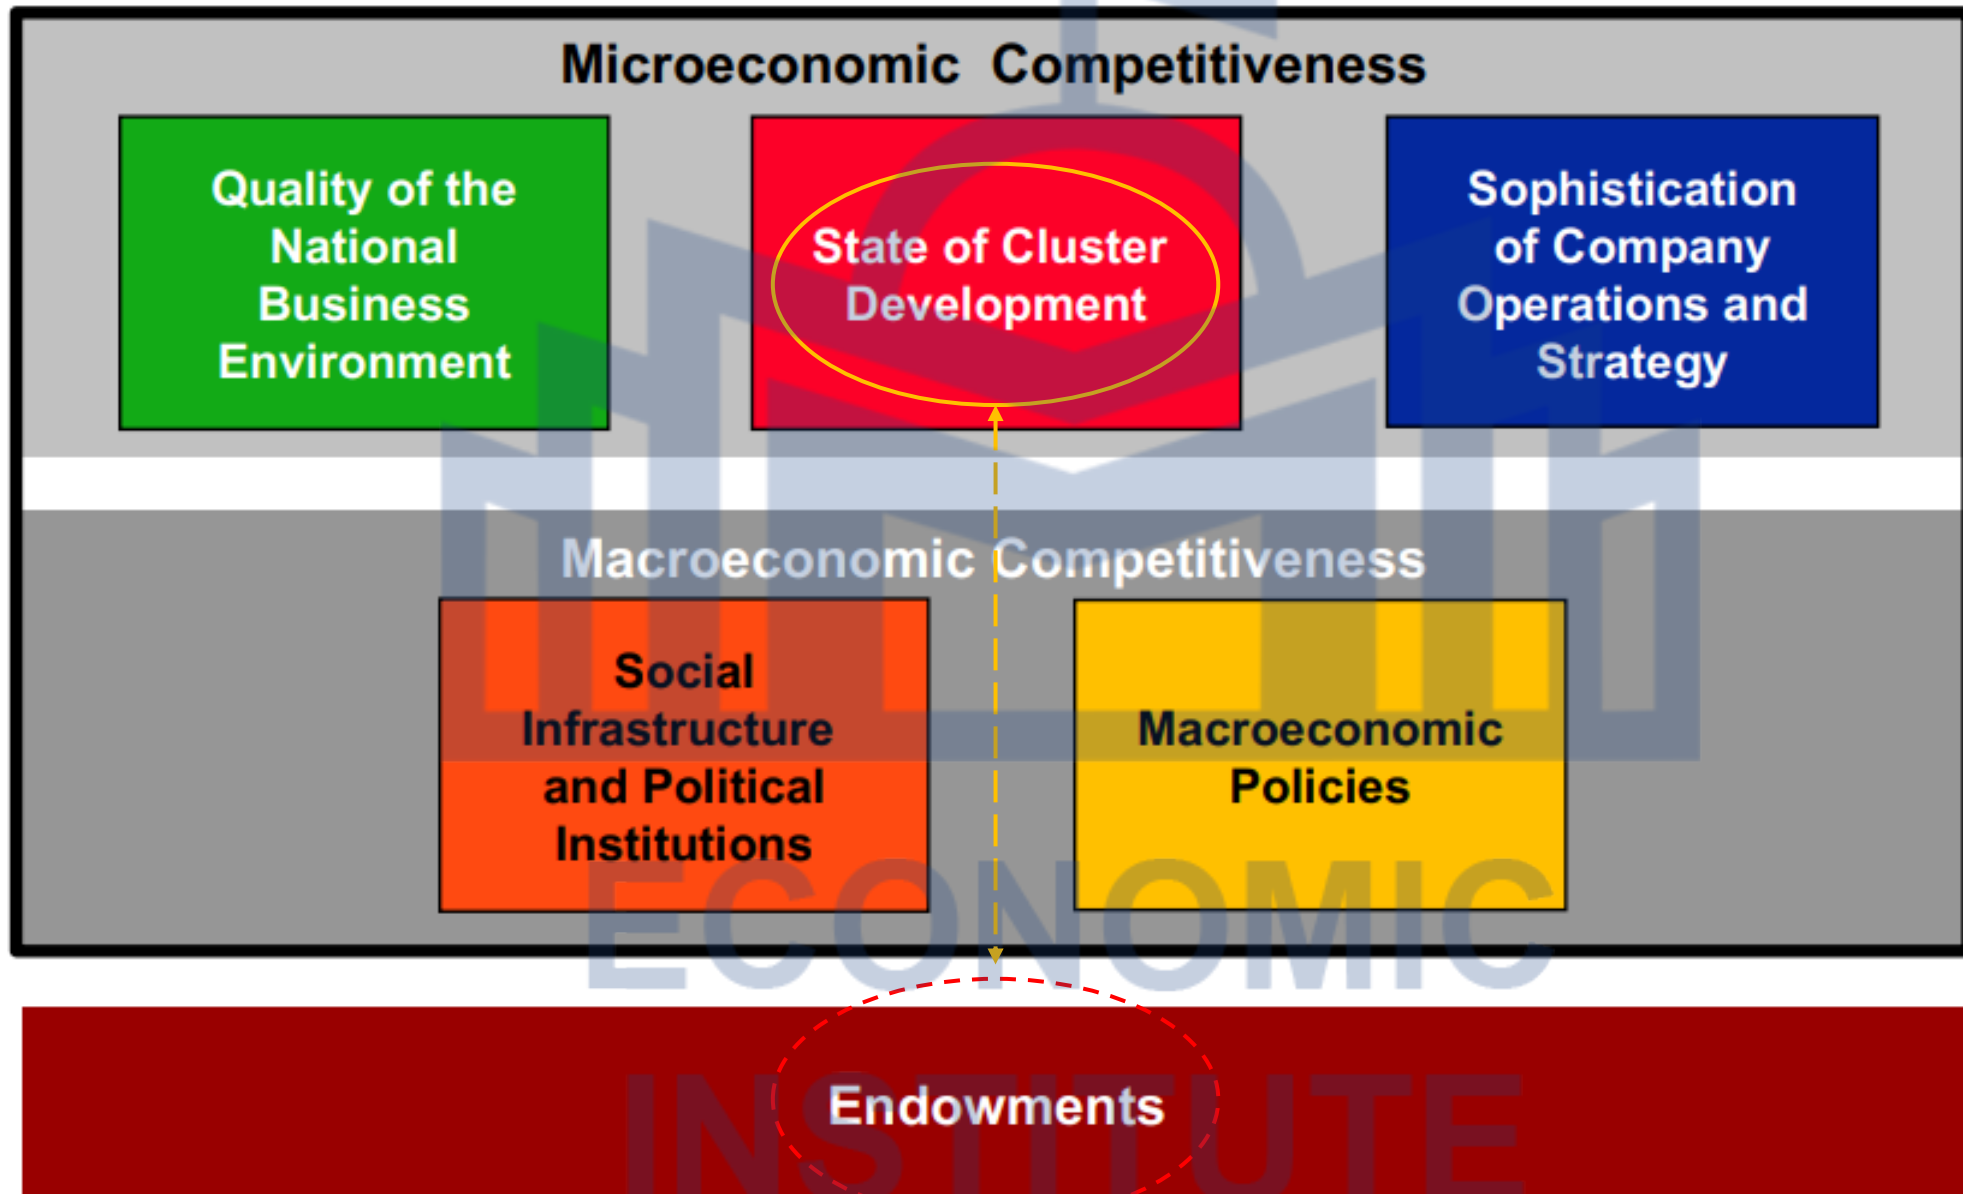 Microeconomic Competitiveness
Quality of the
National
Business
Environment
State of Cluster
Development
Sophistication
of Company
Operations and
Strategy
Macroeconomic Competitiveness
Social
Infrastructure
and Political
Institutions
Macroeconomic
Policies
ECONOMIC
Endowments
INSTITUTE